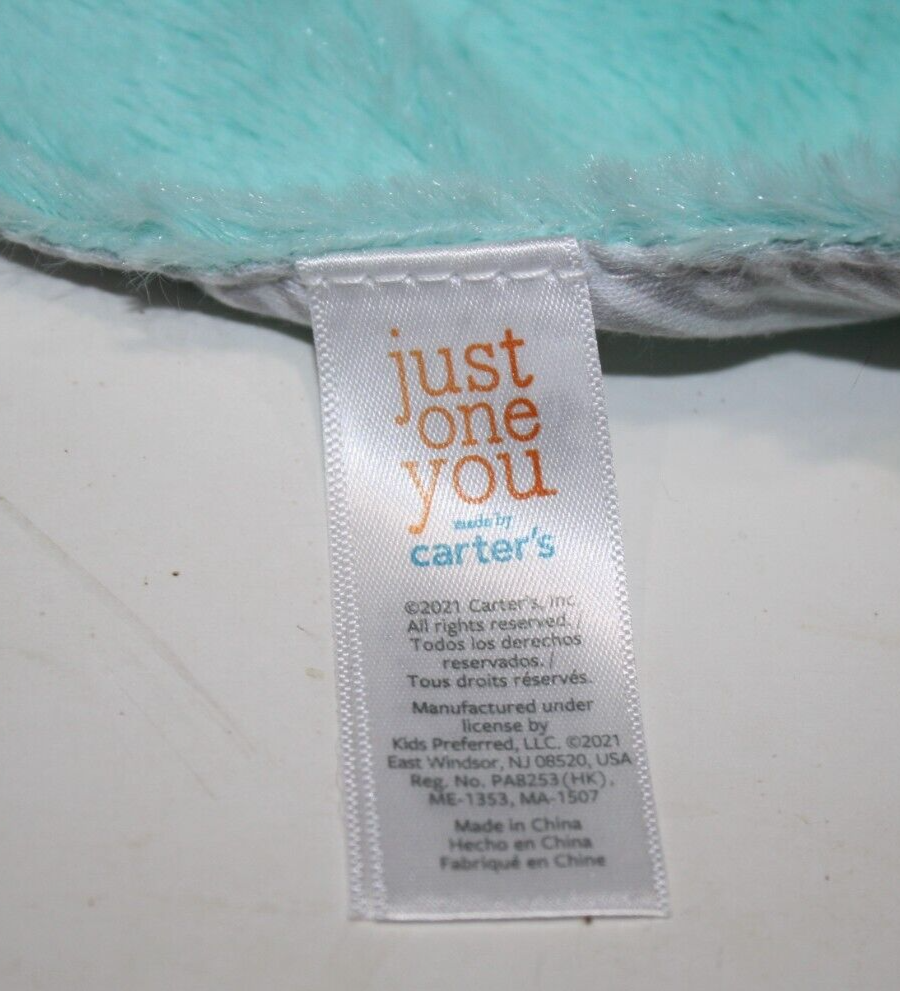 just
one
you.
made by
carter's
©2021 Carter's, Inc.
All rights reserved. /
Todos los derechos
reservados. /
Tous droits réservés.
Manufactured under
license by
Kids Preferred, LLC. ©2021
East Windsor, NJ 08520, USA
Reg. No. PA8253(HK).
ME-1353, MA-1507
Made in China
Hecho en China
Fabriqué en Chine